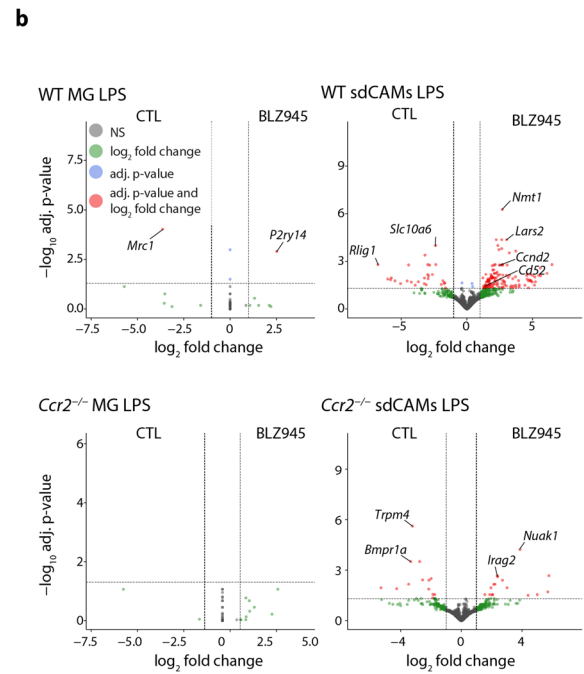 b
WT MG LPS
CTL
BLZ945
NS
log2 fold change
adj. p-value
adj. p-value and
log2 fold change
Mrc1
P2ry14
7.5
5.0
2.5
0.0
−log10 adj. p-value
−7.5
−5.0
−2.5
0
2.5
log2 fold change
WT sdCAMs LPS
CTL
BLZ945
Nmt1
Slc10a6
Lars2
Rlig1
Ccnd2
Cd52
9
6
3
0
−5
0
5
log2 fold change
Ccr2−/− MG LPS
CTL
BLZ945
6
4
2
0
−log10 adj. p-value
−7.5
−5.0
−2.5
0
2.5
5.0
log2 fold change
Ccr2−/− sdCAMs LPS
CTL
BLZ945
Trpm4
Nuak1
Bmpr1a
Irag2
9
6
3
0
−4
0
4
log2 fold change